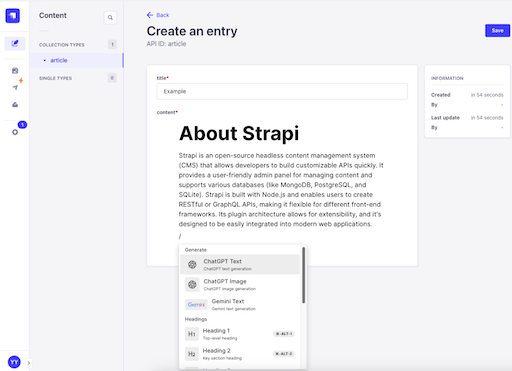 Content
COLLECTION TYPES 1
article
SINGLE TYPES 0
1
YY
Back
Create an entry
API ID: article
Save
title*
Example
content*
About Strapi
Strapi is an open-source headless content management system
(CMS) that allows developers to build customizable APIs quickly. It
provides a user-friendly admin panel for managing content and
supports various databases (like MongoDB, PostgreSQL, and
SQLite). Strapi is built with Node.js and enables users to create
RESTful or GraphQL APIs, making it flexible for different front-end
frameworks. Its plugin architecture allows for extensibility, and it's
designed to be easily integrated into modern web applications.
/
Generate
ChatGPT Text
ChatGPT text generation
ChatGPT Image
ChatGPT image generation
Gemini
Gemini Text
Gemini text generation
Headings
H1 Heading 1
Top-level heading
⌘-ALT-1
H2 Heading 2
Key section heading
⌘-ALT-2
INFORMATION
Created in 54 seconds
By -
Last update in 54 seconds
By -